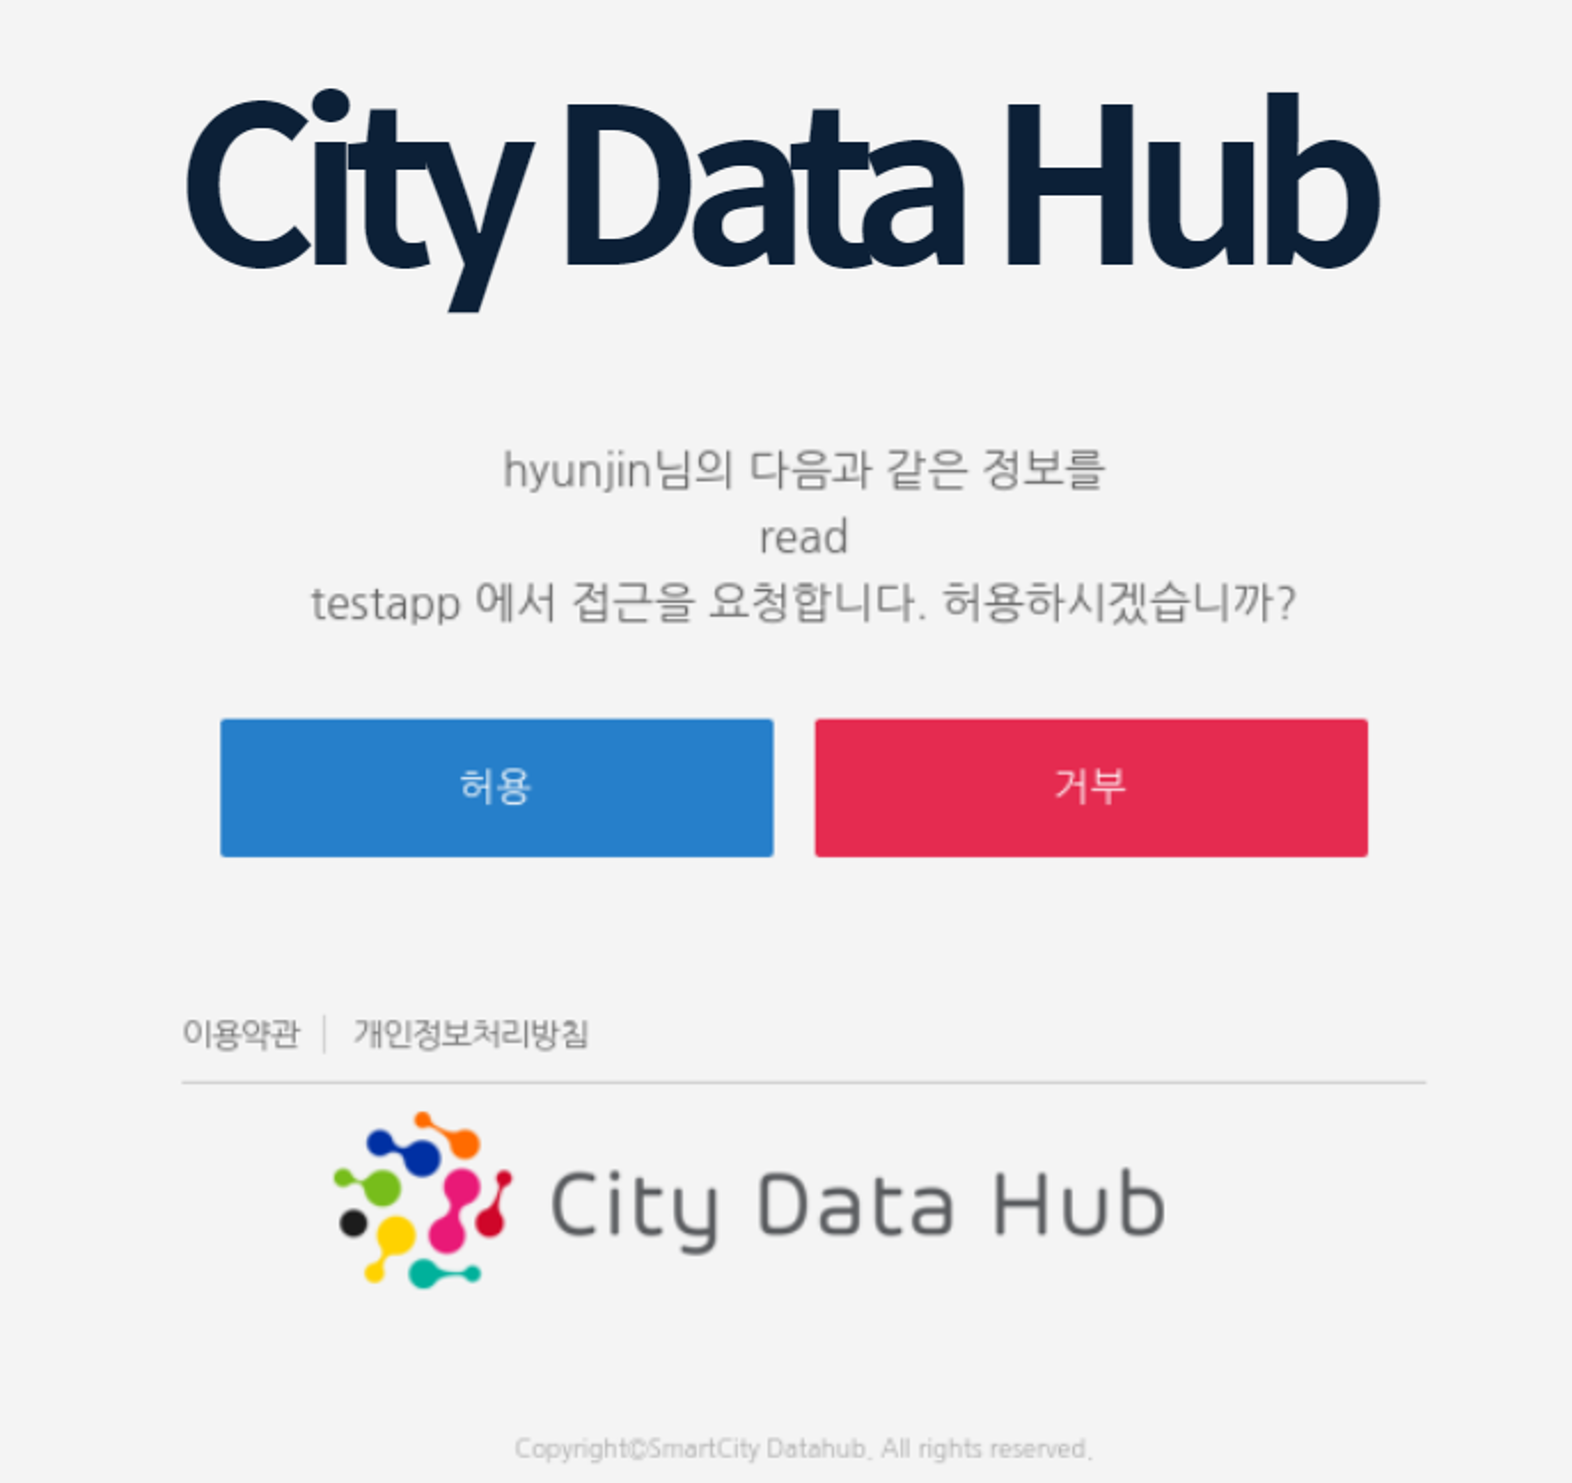 City Data Hub
hyunjin님의 다음과 같은 정보를
read
testapp 에서 접근을 요청합니다. 허용하시겠습니까?
허용 거부
이용약관 | 개인정보처리방침
City Data Hub
Copyright©SmartCity Datahub. All rights reserved.